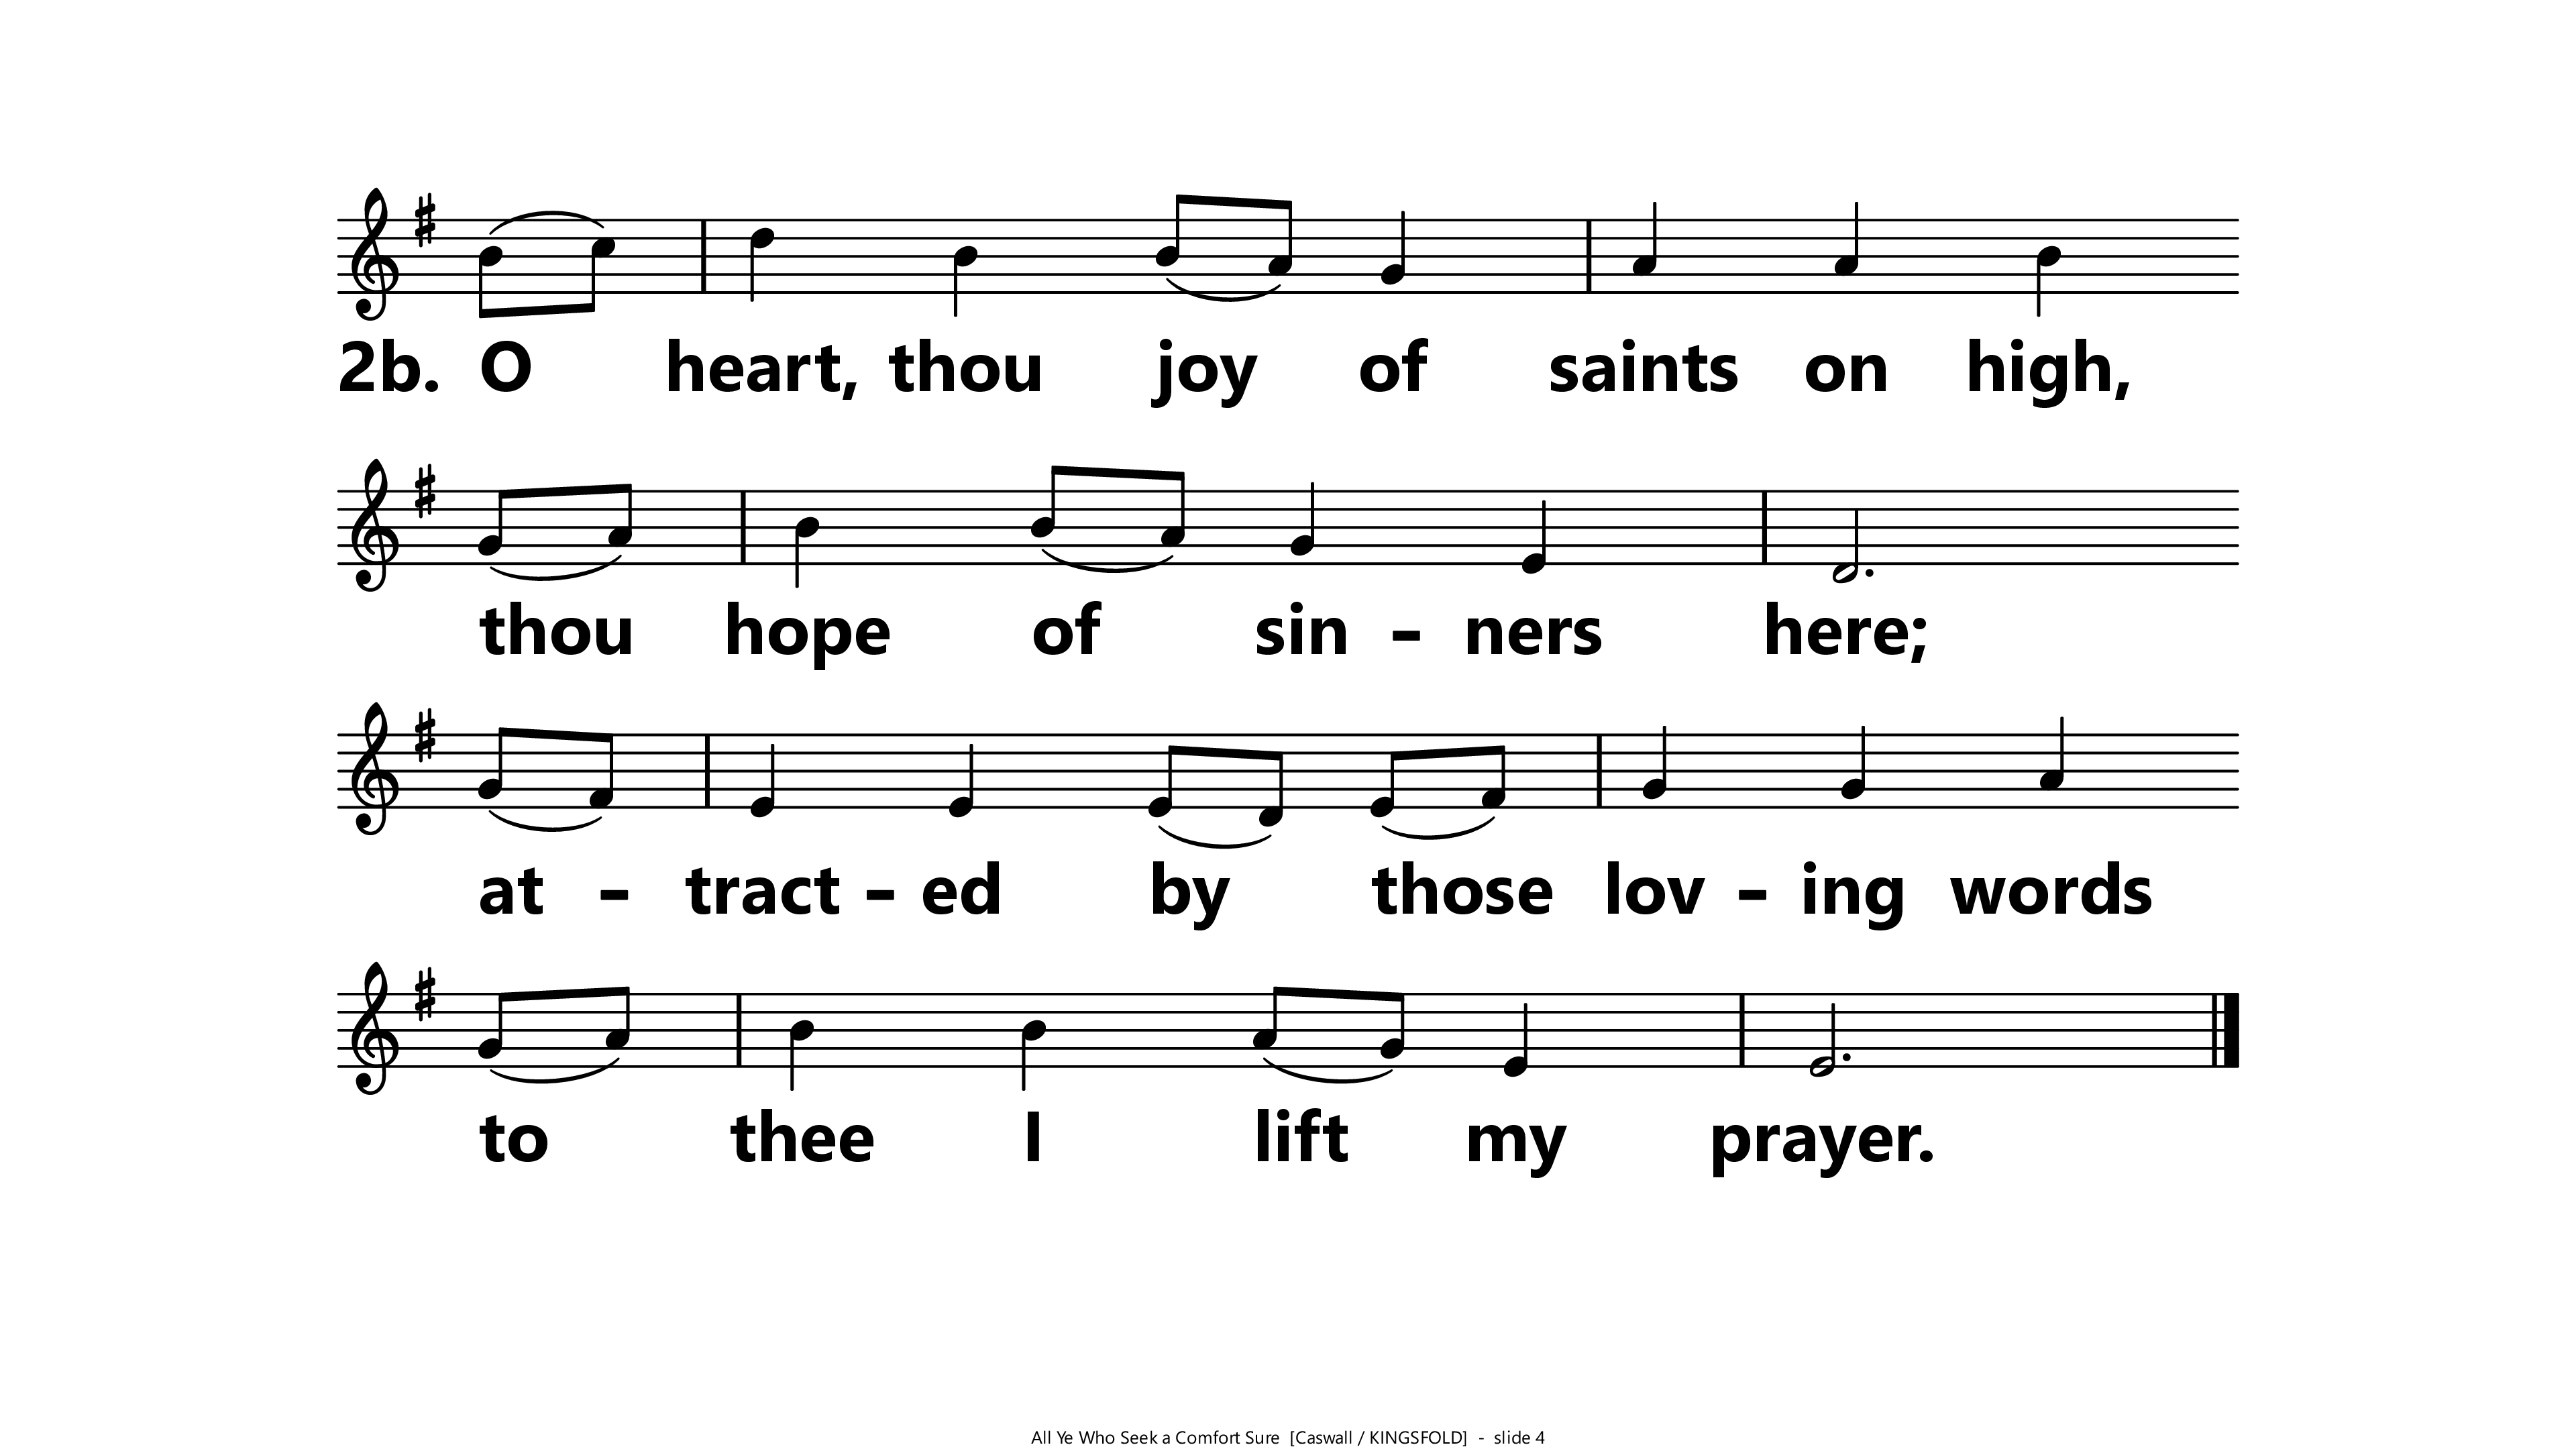 2b. O heart, thou joy of saints on high,
thou hope of sin - ners here;
at - tract - ed by those lov - ing words
to thee I lift my prayer.
All Ye Who Seek a Comfort Sure [Caswall / KINGSFOLD] - slide 4